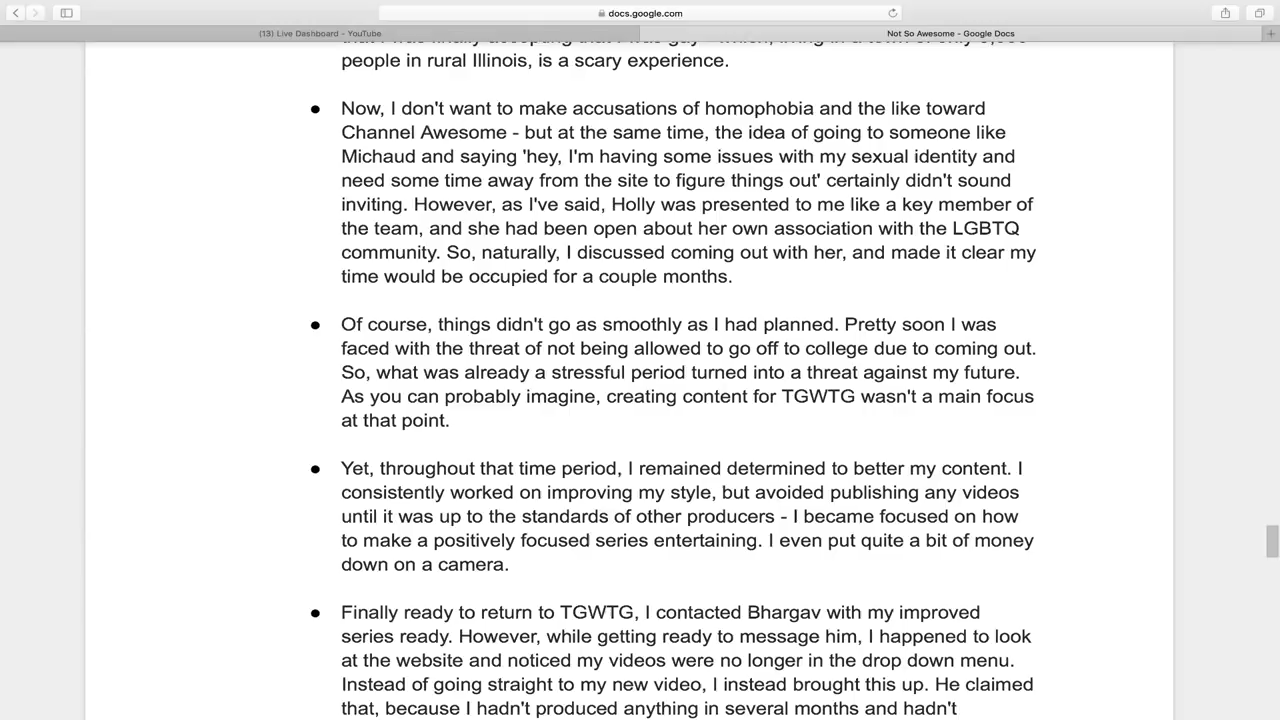 docs.google.com
(13) Live Dashboard - YouTube
Not So Awesome - Google Docs
people in rural Illinois, is a scary experience.
● Now, I don't want to make accusations of homophobia and the like toward
Channel Awesome - but at the same time, the idea of going to someone like
Michaud and saying 'hey, I'm having some issues with my sexual identity and
need some time away from the site to figure things out' certainly didn't sound
inviting. However, as I've said, Holly was presented to me like a key member of
the team, and she had been open about her own association with the LGBTQ
community. So, naturally, I discussed coming out with her, and made it clear my
time would be occupied for a couple months.
● Of course, things didn't go as smoothly as I had planned. Pretty soon I was
faced with the threat of not being allowed to go off to college due to coming out.
So, what was already a stressful period turned into a threat against my future.
As you can probably imagine, creating content for TGWTG wasn't a main focus
at that point.
● Yet, throughout that time period, I remained determined to better my content. I
consistently worked on improving my style, but avoided publishing any videos
until it was up to the standards of other producers - I became focused on how
to make a positively focused series entertaining. I even put quite a bit of money
down on a camera.
● Finally ready to return to TGWTG, I contacted Bhargav with my improved
series ready. However, while getting ready to message him, I happened to look
at the website and noticed my videos were no longer in the drop down menu.
Instead of going straight to my new video, I instead brought this up. He claimed
that, because I hadn't produced anything in several months and hadn't